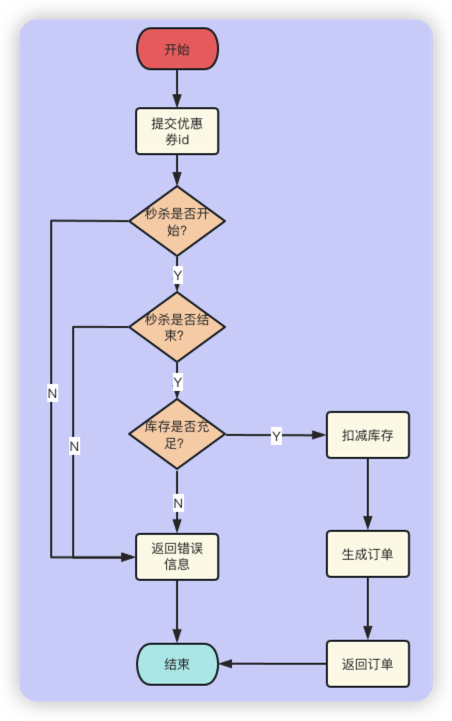 开始
提交优惠
券id
秒杀是否开
始?
Y
秒杀是否结
束?
N
Y
库存是否充
足?
Y
扣减库存
N
N
返回错误
信息
生成订单
结束
返回订单